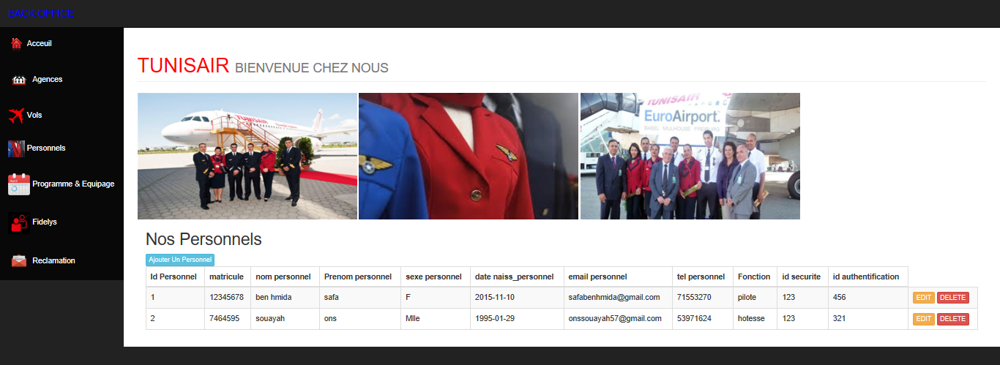 BACK OFFICE
Acceuil
Agences
Vols
Personnels
Programme & Equipage
Fidelys
Reclamation
TUNISAIR BIENVENUE CHEZ NOUS
TUNISAIR
TUNISAIR
EuroAirport.
BASEL MULHOUSE FREIBURG
Nos Personnels
Ajouter Un Personnel
Id Personnel matricule nom personnel Prenom personnel sexe personnel date naiss_personnel email personnel tel personnel Fonction id securite id authentification
1 12345678 ben hmida safa F 2015-11-10 safabenhmida@gmail.com 71553270 pilote 123 456 EDIT DELETE
2 7464595 souayah ons Mlle 1995-01-29 onssouayah57@gmail.com 53971624 hotesse 123 321 EDIT DELETE